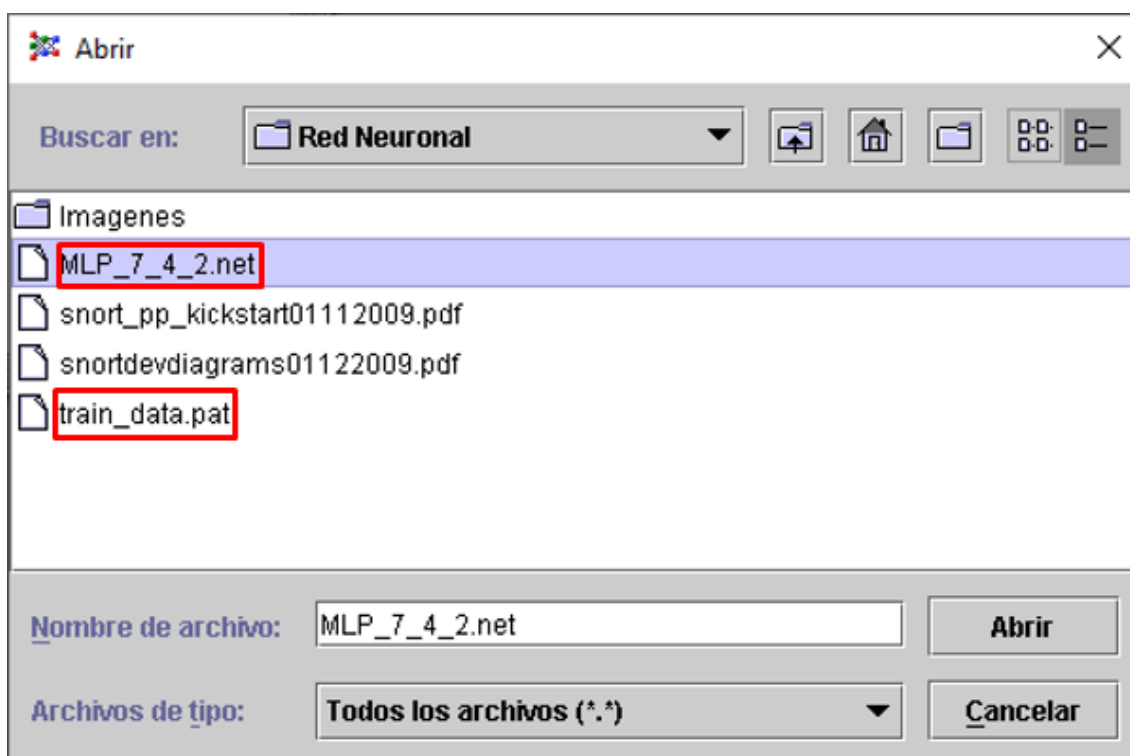 Abrir
Buscar en: Red Neuronal
Imagenes
MLP_7_4_2.net
snort_pp_kickstart01112009.pdf
snortdevdiagrams01122009.pdf
train_data.pat
Nombre de archivo: MLP_7_4_2.net Abrir
Archivos de tipo: Todos los archivos (*.*) Cancelar